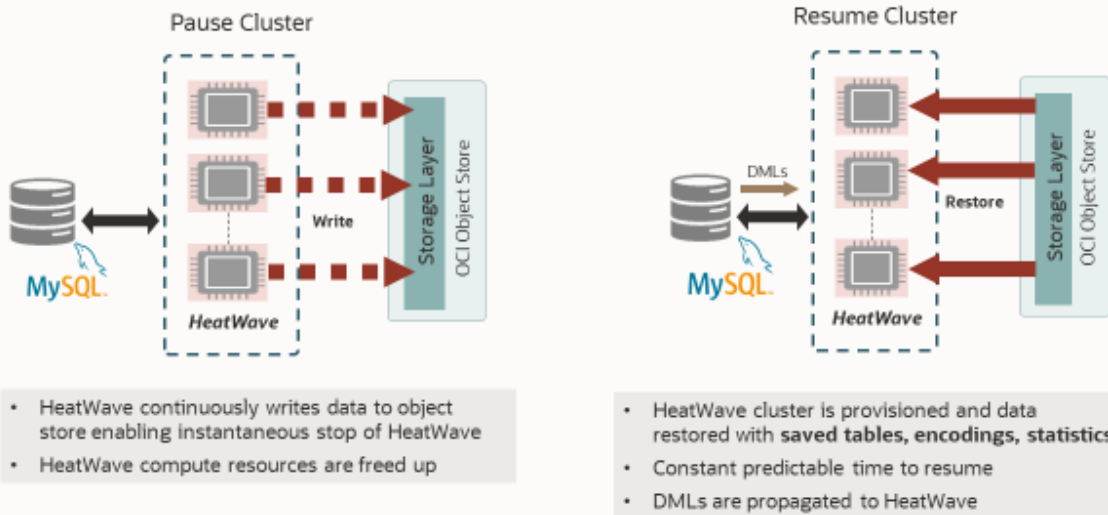 Pause Cluster
Write
Storage Layer
OCI Object Store
MySQL
HeatWave
• HeatWave continuously writes data to object
store enabling instantaneous stop of HeatWave
• HeatWave compute resources are freed up
Resume Cluster
DMLs
Restore
Storage Layer
OCI Object Store
MySQL
HeatWave
• HeatWave cluster is provisioned and data
restored with saved tables, encodings, statistics
• Constant predictable time to resume
• DMLs are propagated to HeatWave